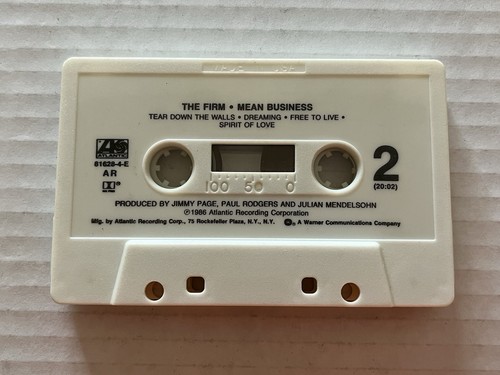 THE FIRM • MEAN BUSINESS
TEAR DOWN THE WALLS • DREAMING • FREE TO LIVE •
SPIRIT OF LOVE
ATLANTIC
81628-4-E
AR
2
(20:02)
100 50 0
PRODUCED BY JIMMY PAGE, PAUL RODGERS AND JULIAN MENDELSOHN
℗1986 Atlantic Recording Corporation
Mfg. by Atlantic Recording Corp., 75 Rockefeller Plaza, N.Y., N.Y. A Warner Communications Company